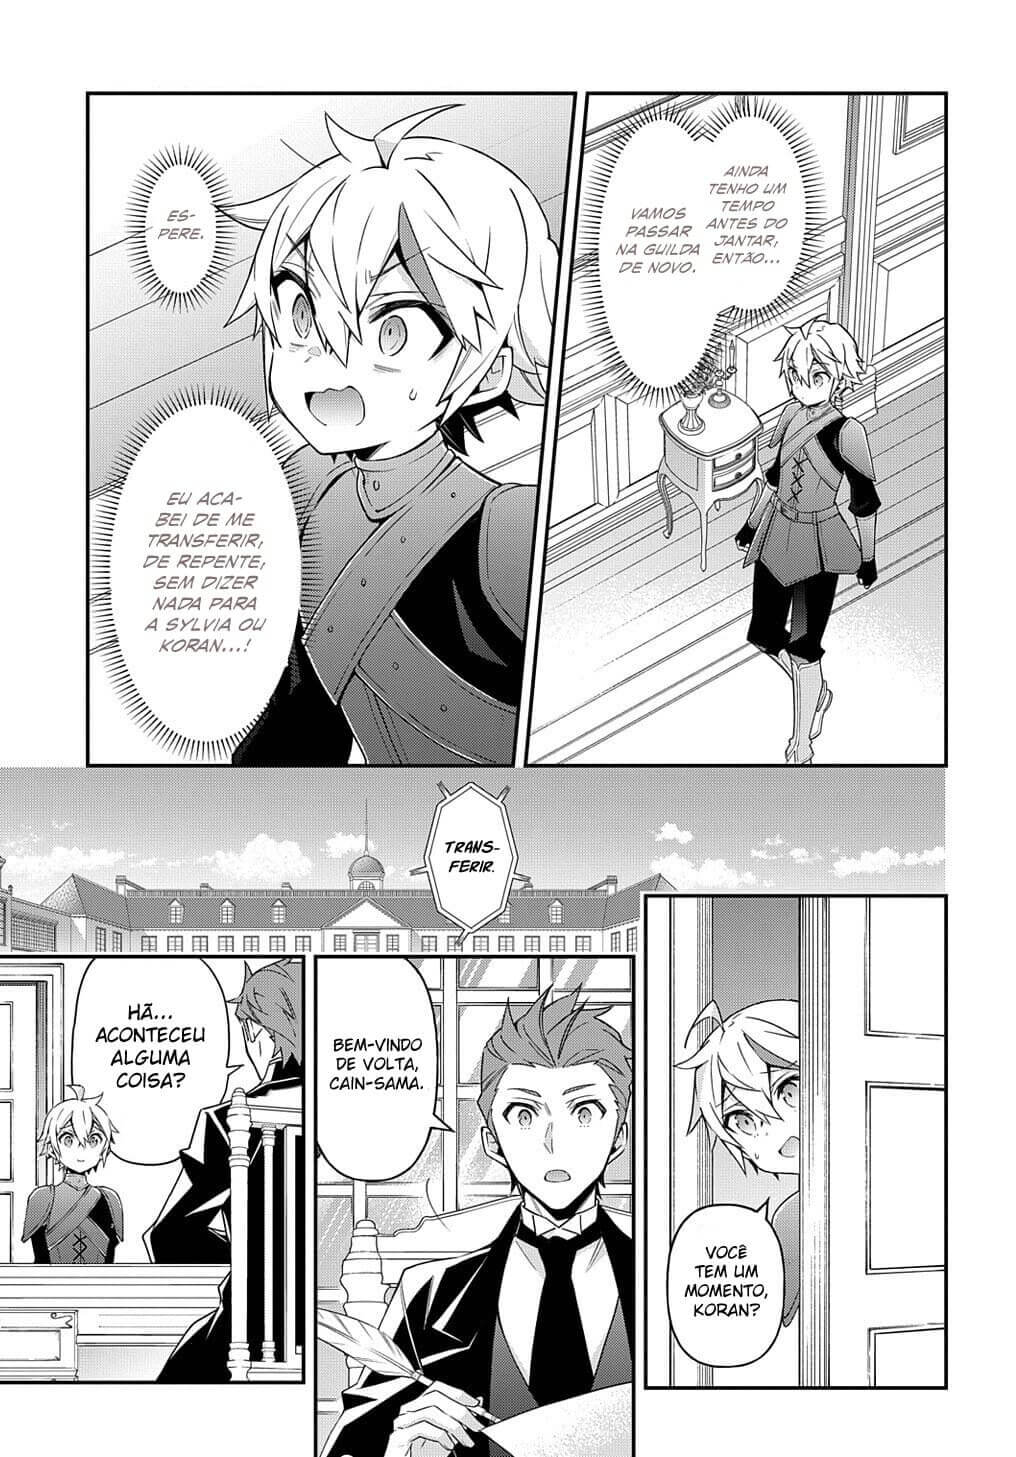 AINDA
TENHO UM
TEMPO
ANTES DO
JANTAR,
ENTÃO...
VAMOS
PASSAR
NA GUILDA
DE NOVO.
ES-
PERE.
EU ACA-
BEI DE ME
TRANSFERIR,
DE REPENTE,
SEM DIZER
NADA PARA
A SYLVIA OU
KORAN...!
TRANS-
FERIR.
VOCÊ
TEM UM
MOMENTO,
KORAN?
BEM-VINDO
DE VOLTA,
CAIN-SAMA.
HÃ...
ACONTECEU
ALGUMA
COISA?